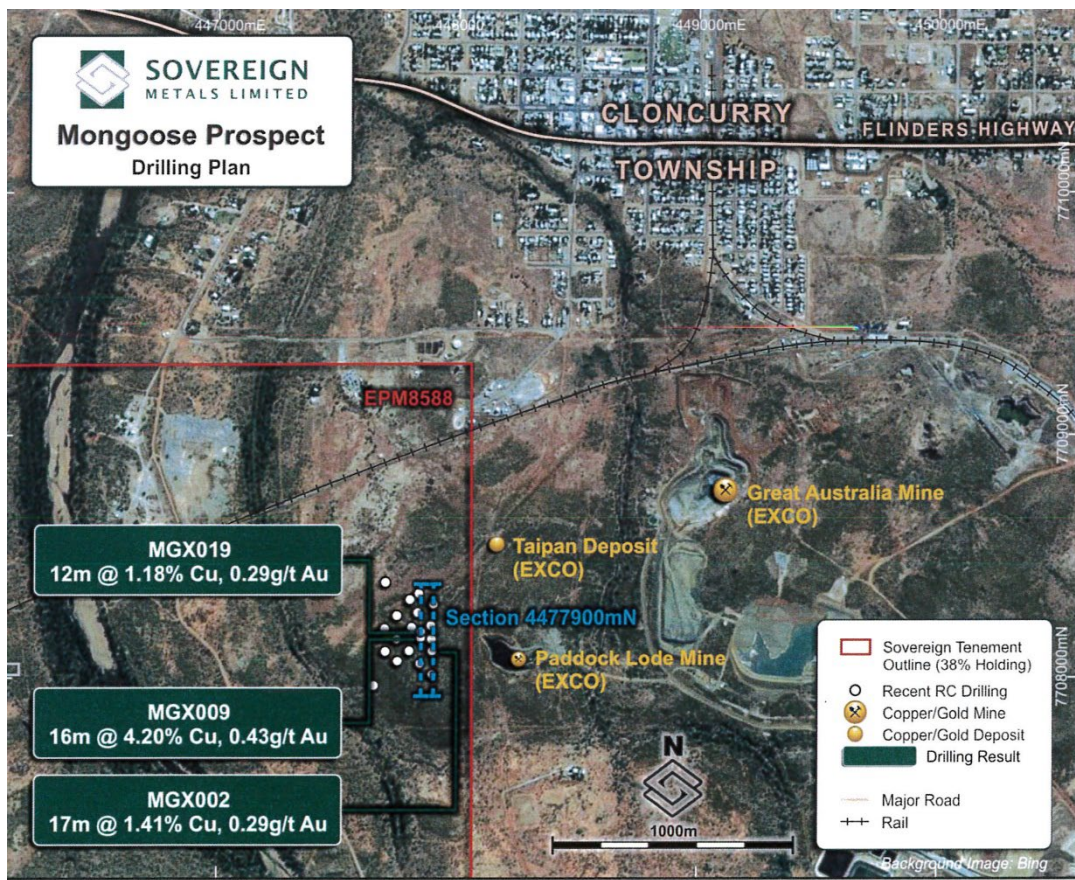 447000mE
448000
449000mE
450000mE
SOVEREIGN
METALS LIMITED
Mongoose Prospect
Drilling Plan
CLONCURRY
TOWNSHIP
FLINDERS HIGHWAY
7710000mN
EPM8588
7709000mN
Great Australia Mine
(EXCO)
Taipan Deposit
(EXCO)
MGX019
12m @ 1.18% Cu, 0.29g/t Au
Section 4477900mN
Paddock Lode Mine
(EXCO)
7708000mN
MGX009
16m @ 4.20% Cu, 0.43g/t Au
MGX002
17m @ 1.41% Cu, 0.29g/t Au
N
1000m
Sovereign Tenement
Outline (38% Holding)
Recent RC Drilling
Copper/Gold Mine
Copper/Gold Deposit
Drilling Result
Major Road
Rail
Background Image: Bing